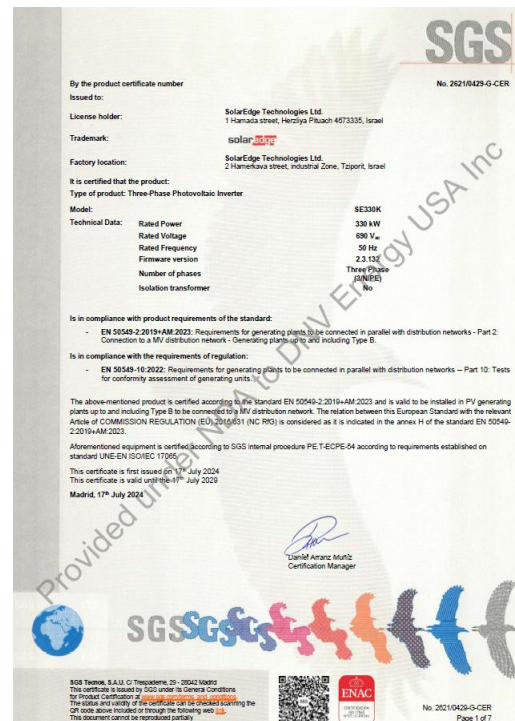 SGS
By the product certificate number No. 2621/0429-G-CER
Issued to:
License holder: SolarEdge Technologies Ltd.
1 Hamada street, Herzliya Pituach 4673335, Israel
Trademark: solaredge
Factory location: SolarEdge Technologies Ltd.
2 Hamerkava street, industrial Zone, Tziporit, Israel
It is certified that the product:
Type of product: Three-Phase Photovoltaic Inverter
Model: SE330K
Technical Data: Rated Power 330 kW
Rated Voltage 690 Vac
Rated Frequency 50 Hz
Firmware version 2.3.132
Number of phases Three Phase
(3/N/PE)
Isolation transformer No
Is in compliance with product requirements of the standard:
- EN 50549-2:2019+AM:2023: Requirements for generating plants to be connected in parallel with distribution networks - Part 2:
Connection to a MV distribution network - Generating plants up to and including Type B.
Is in compliance with the requirements of regulation:
- EN 50549-10:2022: Requirements for generating plants to be connected in parallel with distribution networks – Part 10: Tests
for conformity assessment of generating units.
The above-mentioned product is certified according to the standard EN 50549-2:2019+AM:2023 and is valid to be installed in PV generating
plants up to and including Type B to be connected to a MV distribution network. The relation between this European Standard with the relevant
Article of COMMISSION REGULATION (EU) 2016/631 (NC RfG) is considered as it is indicated in the annex H of the standard EN 50549-
2:2019+AM:2023.
Aforementioned equipment is certified according to SGS internal procedure PE.T-ECPE-54 according to requirements established on
standard UNE-EN ISO/IEC 17065
This certificate is first issued on 17th July 2024
This certificate is valid until the 17th July 2029
Madrid, 17th July 2024
Daniel Arranz Muñiz
Certification Manager
Provided under NDA to DNV Energy USA Inc
SGSSGSSGSSGS
SGS Tecnos, S.A.U. C/ Trespaderne, 29 - 28042 Madrid
This certificate is issued by SGS under its General Conditions
for Product Certification at www.sgs.com/terms_and_conditions.
The status and validity of the certificate can be checked scanning the
QR code above included or through the following web link.
This document cannot be reproduced partially
ENAC
No. 2621/0429-G-CER
Page 1 of 7